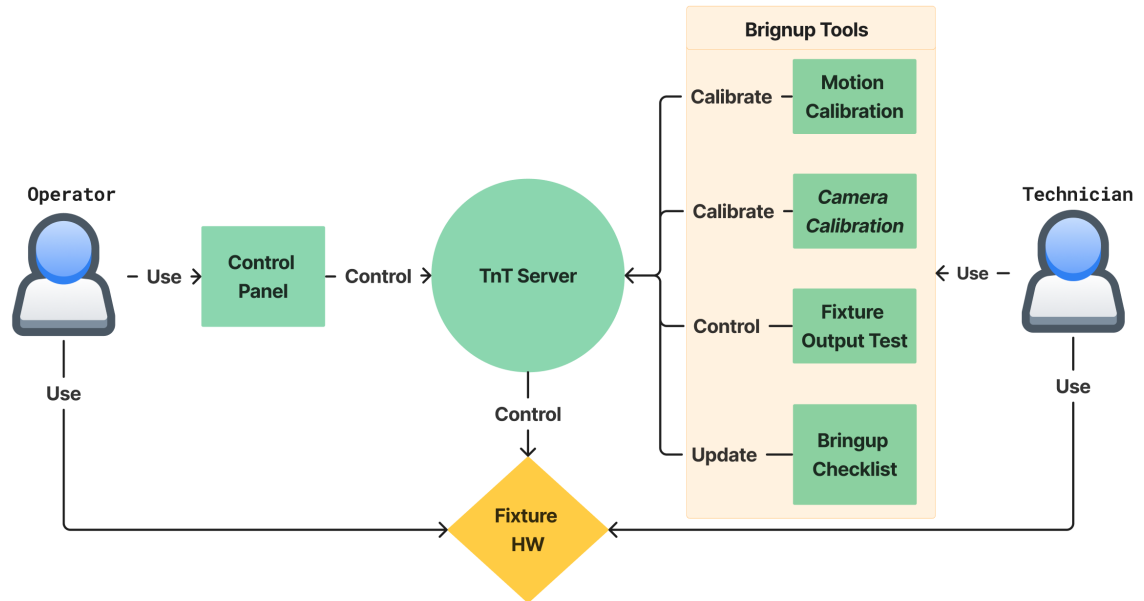 Brignup Tools
Calibrate
Motion
Calibration
Operator
Technician
Calibrate
Camera
Calibration
Use
Control
Panel
Control
TnT Server
Use
Control
Fixture
Output Test
Use
Use
Control
Update
Bringup
Checklist
Fixture
HW